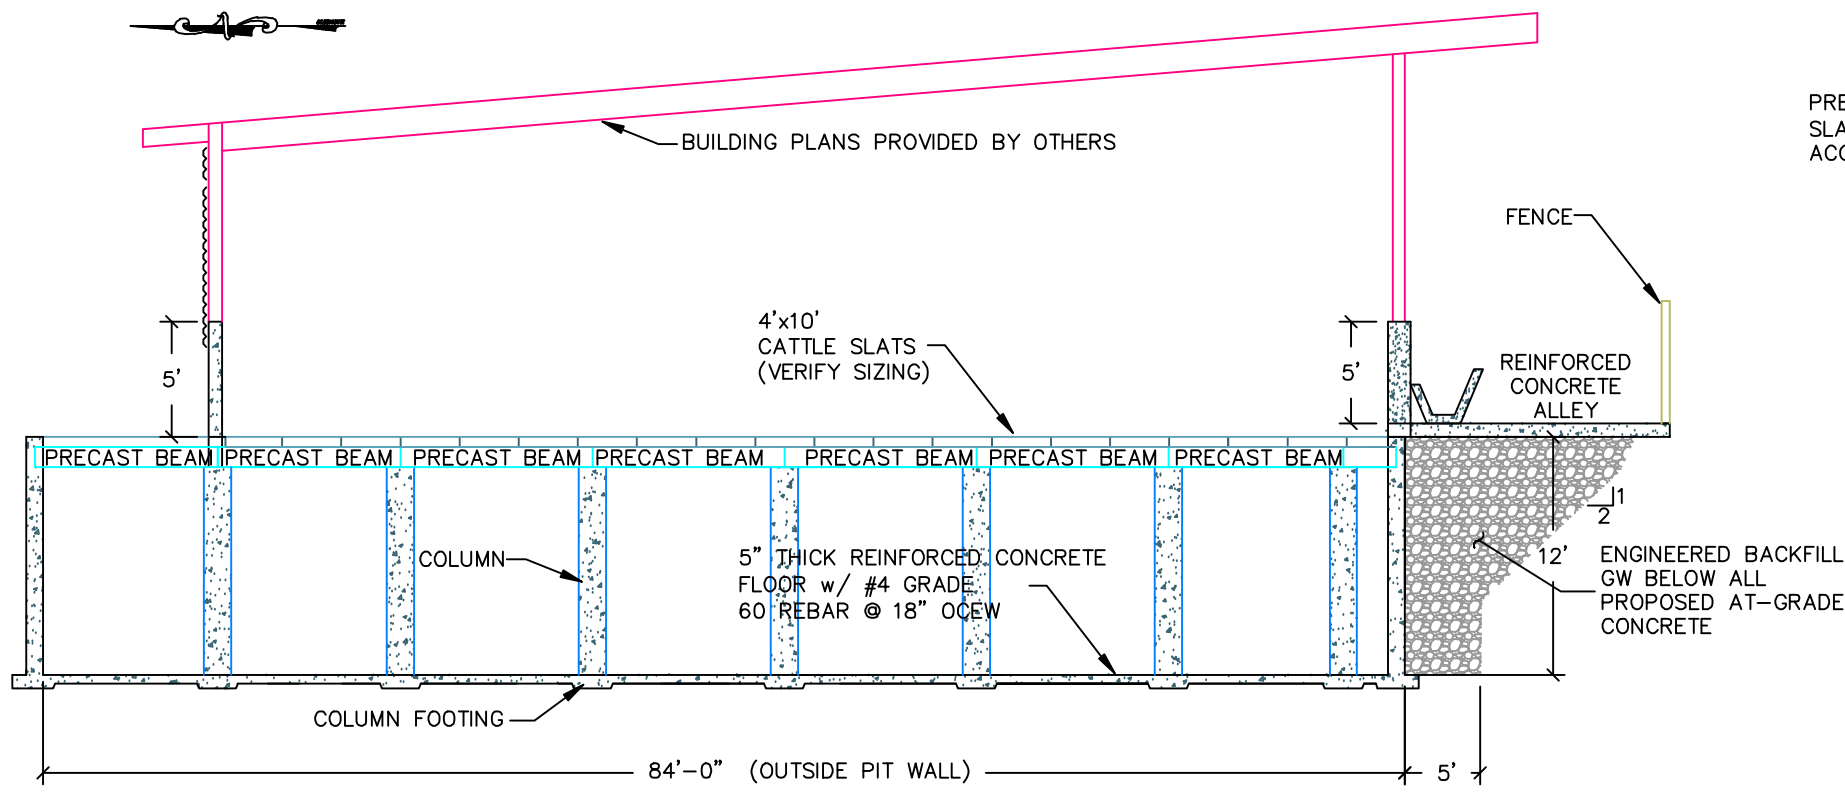 BUILDING PLANS PROVIDED BY OTHERS
PRE
SLA
ACC
FENCE
4'x10'
CATTLE SLATS
(VERIFY SIZING)
5'
5'
REINFORCED
CONCRETE
ALLEY
PRECAST BEAM PRECAST BEAM PRECAST BEAM PRECAST BEAM PRECAST BEAM PRECAST BEAM PRECAST BEAM
1
2
COLUMN
5" THICK REINFORCED CONCRETE
FLOOR w/ #4 GRADE
60 REBAR @ 18" OCEW
12'
ENGINEERED BACKFILL
GW BELOW ALL
PROPOSED AT-GRADE
CONCRETE
COLUMN FOOTING
84'-0" (OUTSIDE PIT WALL)
5'